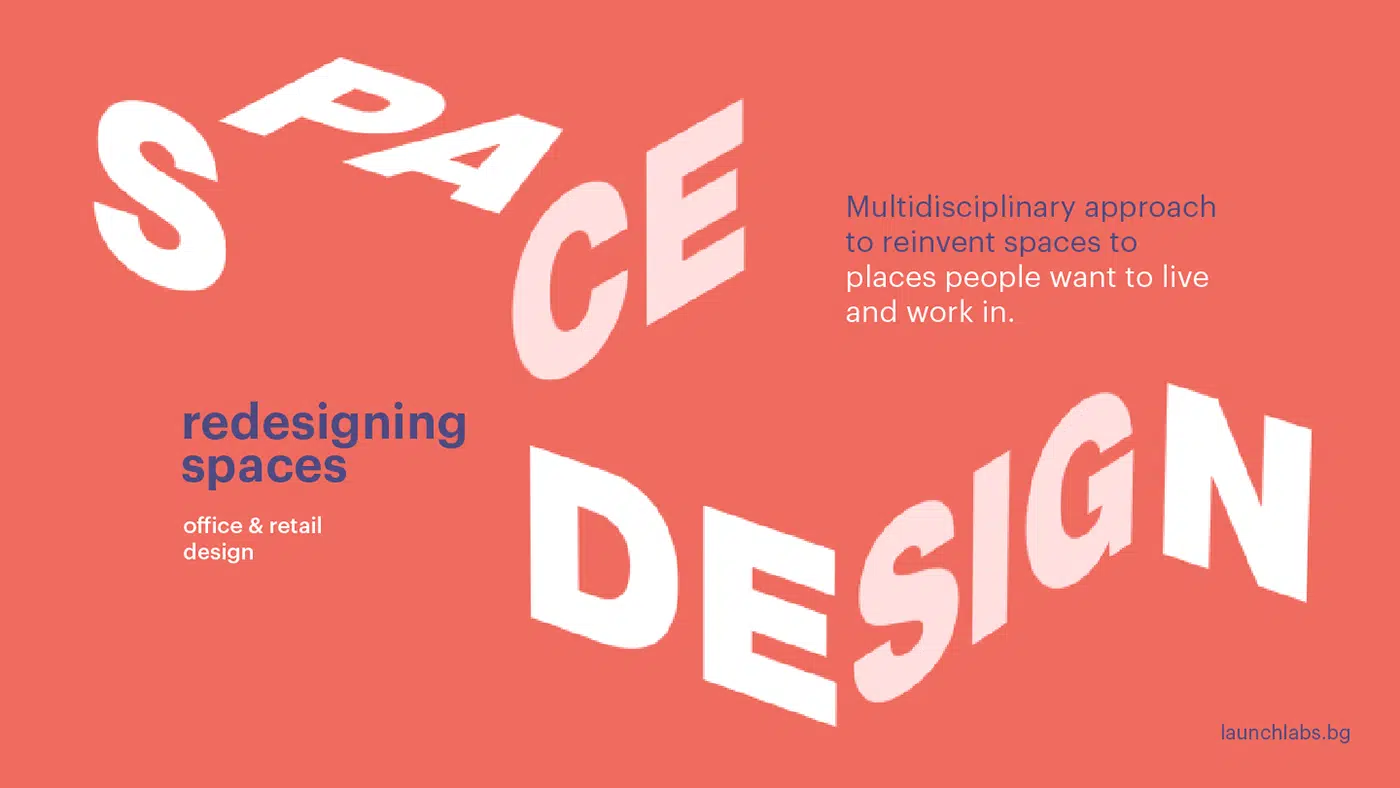 SPACE
Multidisciplinary approach
to reinvent spaces to
places people want to live
and work in.
redesigning
spaces
office & retail
design
DESIGN
launchlabs.bg